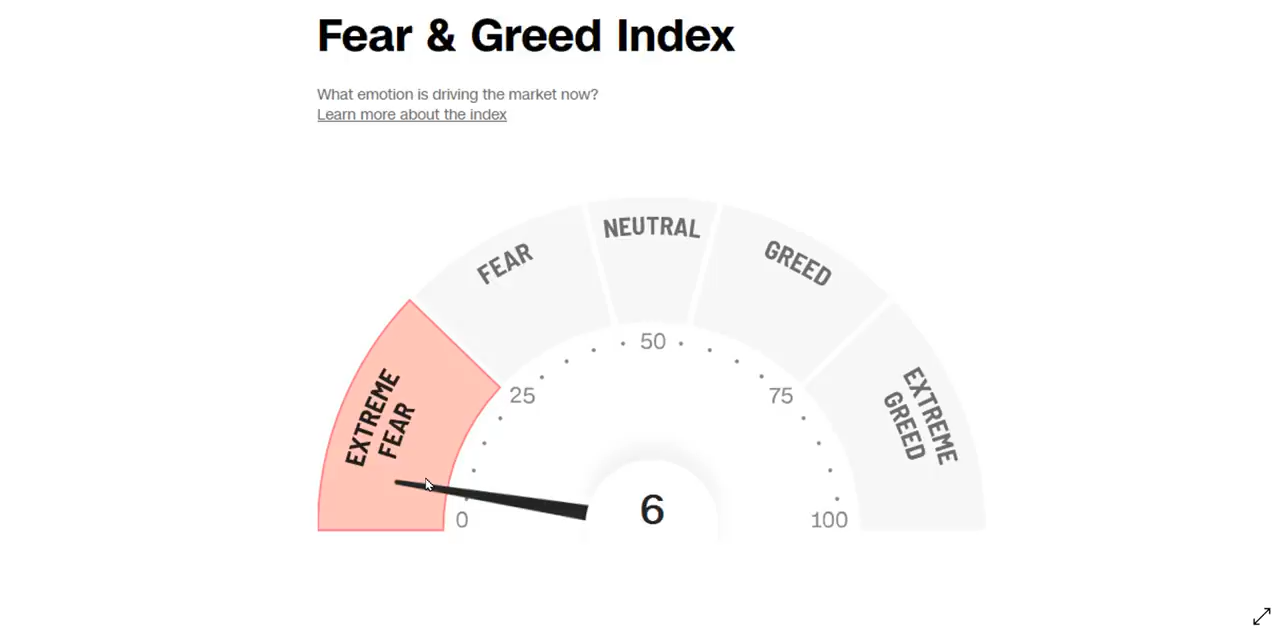 Fear & Greed Index
What emotion is driving the market now?
Learn more about the index
EXTREME
FEAR
FEAR
NEUTRAL
GREED
EXTREME
GREED
0
25
50
75
100
6